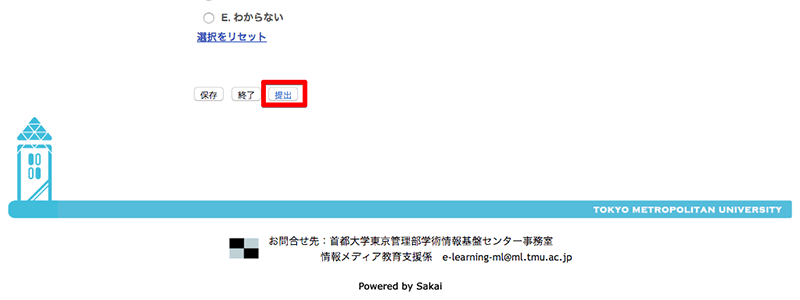 E. わからない
選択をリセット
保存 終了 提出
TOKYO METROPOLITAN UNIVERSITY
お問合せ先：首都大学東京管理部学術情報基盤センター事務室
情報メディア教育支援係 e-learning-ml@ml.tmu.ac.jp
Powered by Sakai